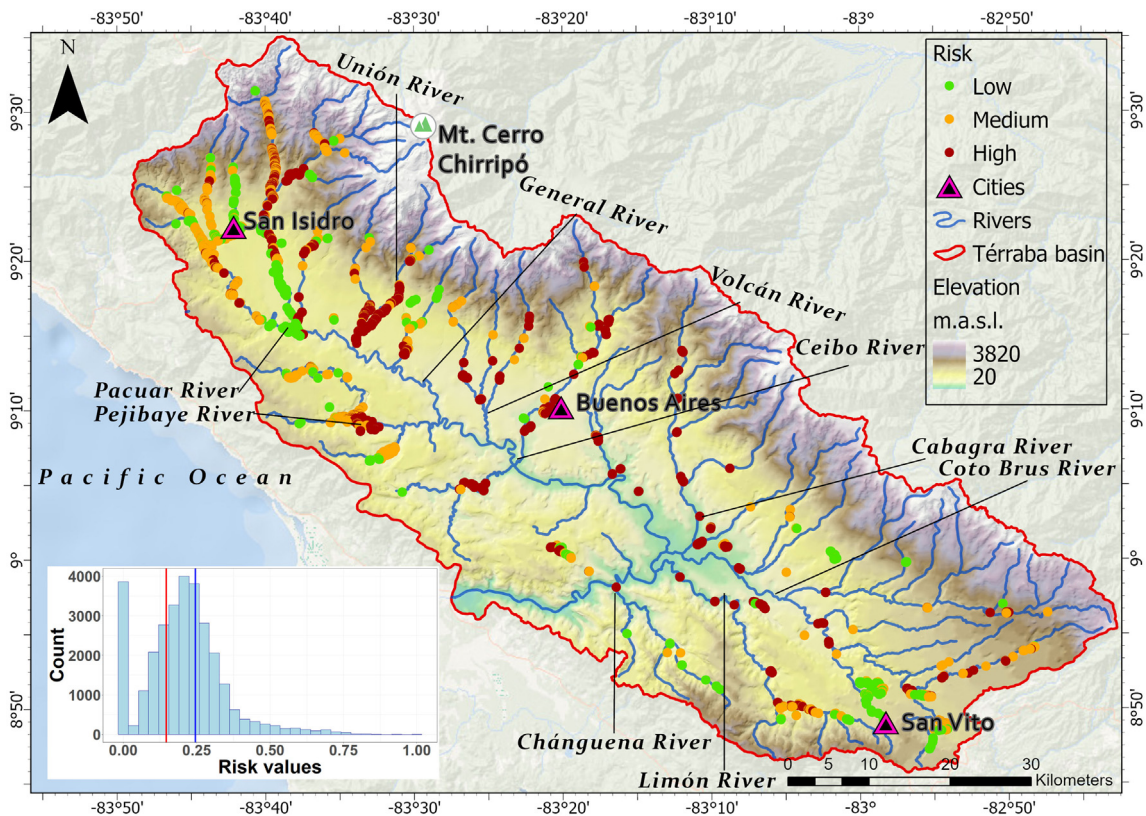 -83°50'
-83°40'
-83°30'
-83°20'
-83°10'
-83°
-82°50'
N
9°30'
9°20'
9°10'
9°
8°50'
Unión River
Mt. Cerro
Chirripó
General River
San Isidro
Volcán River
Ceibo River
Pacuar River
Pejibaye River
Buenos Aires
Cabagra River
Coto Brus River
Pacific Ocean
San Vito
Chánguena River
Limón River
Risk
Low
Medium
High
Cities
Rivers
Térraba basin
Elevation
m.a.s.l.
3820
20
9°30'
9°20'
9°10'
9°
8°50'
Count
4000
3000
2000
1000
0
0.00
0.25
0.50
0.75
1.00
Risk values
0
5
10
20
30
Kilometers
-83°50'
-83°40'
-83°30'
-83°20'
-83°10'
-83°
-82°50'